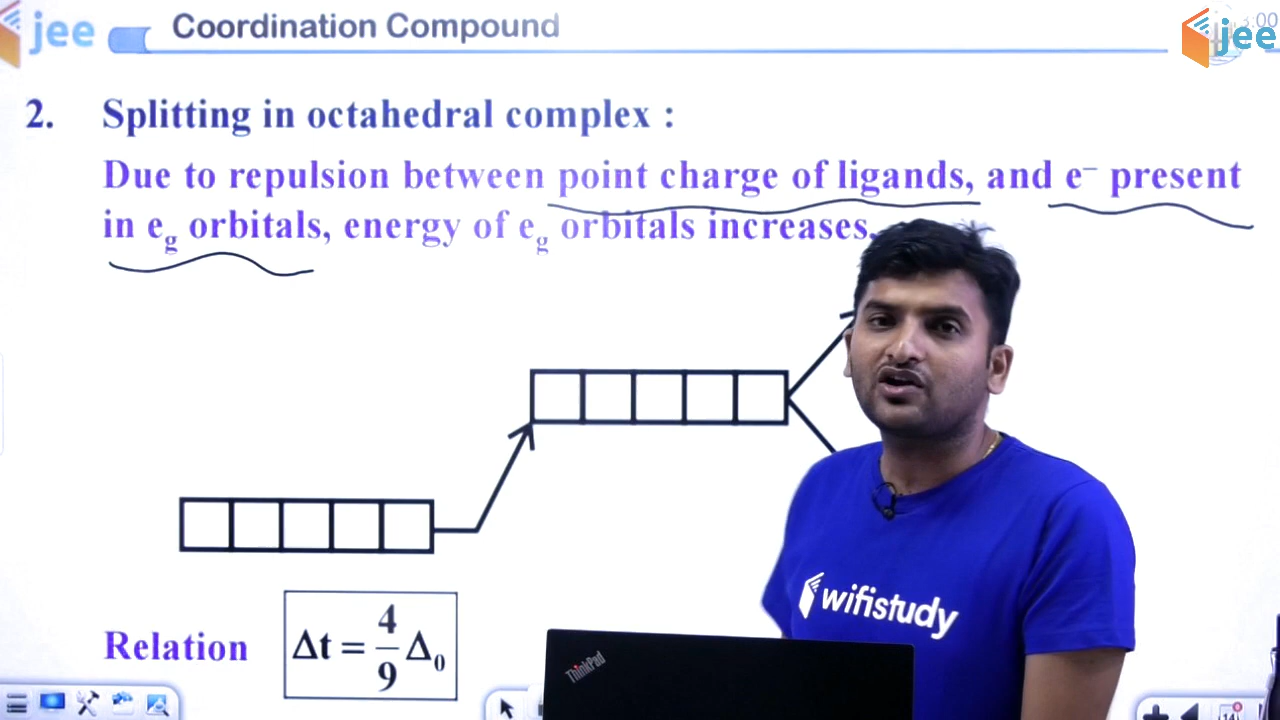 jee
Coordination Compound
:00
jee
2. Splitting in octahedral complex :
Due to repulsion between point charge of ligands, and e⁻ present
in e_g orbitals, energy of e_g orbitals increases.
wifistudy
Relation Δt = 4/9 Δ₀
ThinkPad